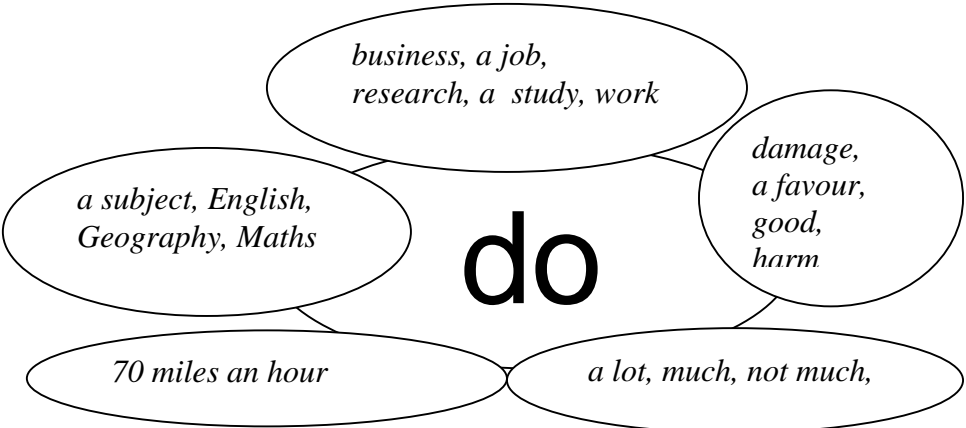 business, a job,
research, a study, work
damage,
a favour,
good,
harm
a subject, English,
Geography, Maths
do
70 miles an hour
a lot, much, not much,